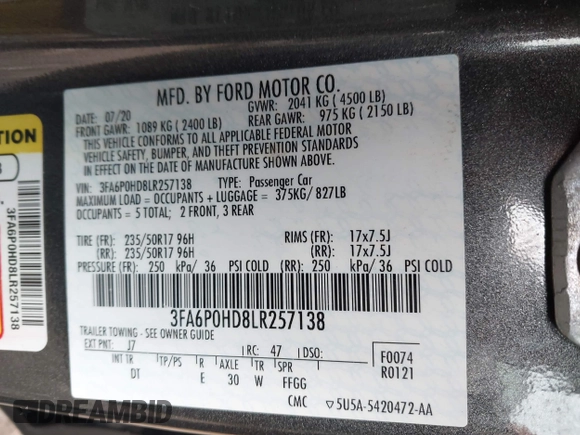 MFD. BY FORD MOTOR CO.
DATE: 07/20 GVWR: 2041 KG (4500 LB)
FRONT GAWR: 1089 KG (2400 LB) REAR GAWR: 975 KG (2150 LB)
THIS VEHICLE CONFORMS TO ALL APPLICABLE FEDERAL MOTOR
VEHICLE SAFETY, BUMPER, AND THEFT PREVENTION STANDARDS
IN EFFECT ON THE DATE OF MANUFACTURE SHOWN ABOVE.
VIN: 3FA6P0HD8LR257138 TYPE: Passenger Car
MAXIMUM LOAD = OCCUPANTS + LUGGAGE = 375KG/ 827LB
OCCUPANTS = 5 TOTAL; 2 FRONT, 3 REAR
TIRE (FR): 235/50R17 96H RIMS (FR): 17x7.5J
(RR): 235/50R17 96H (RR): 17x7.5J
PRESSURE (FR): 250 kPa/ 36 PSI COLD (RR): 250 kPa/ 36 PSI COLD
3FA6P0HD8LR257138
TRAILER TOWING - SEE OWNER GUIDE
EXT PNT: J7 RC: 47 DSO: F0074
INT TR TP/PS R AXLE TR SPR R0121
DT E 30 W FFGG
CMC ▽5U5A-5420472-AA
TION
3FA6P0HD8LR257138
DREAMBID